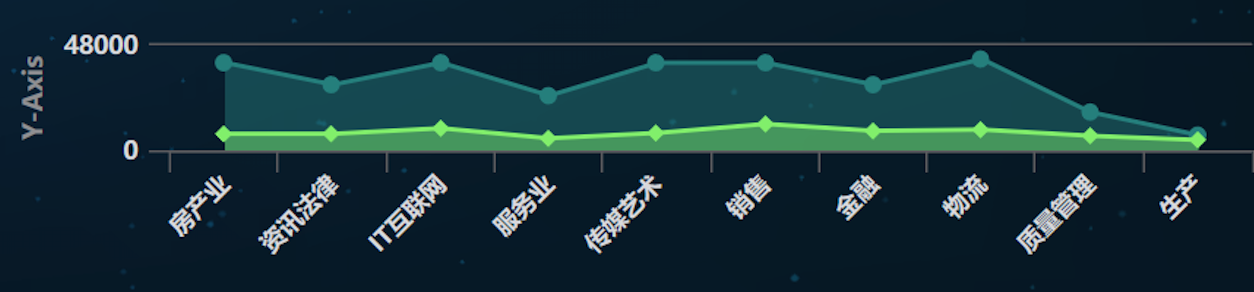 48000
Y-Axis
0
房产业
资讯法律
IT互联网
服务业
传媒艺术
销售
金融
物流
质量管理
生产